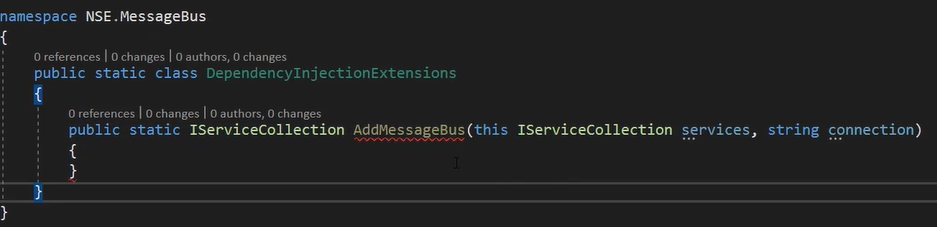 namespace NSE.MessageBus
{
0 references | 0 changes | 0 authors, 0 changes
public static class DependencyInjectionExtensions
{
0 references | 0 changes | 0 authors, 0 changes
public static IServiceCollection AddMessageBus(this IServiceCollection services, string connection)
{
}
}
}